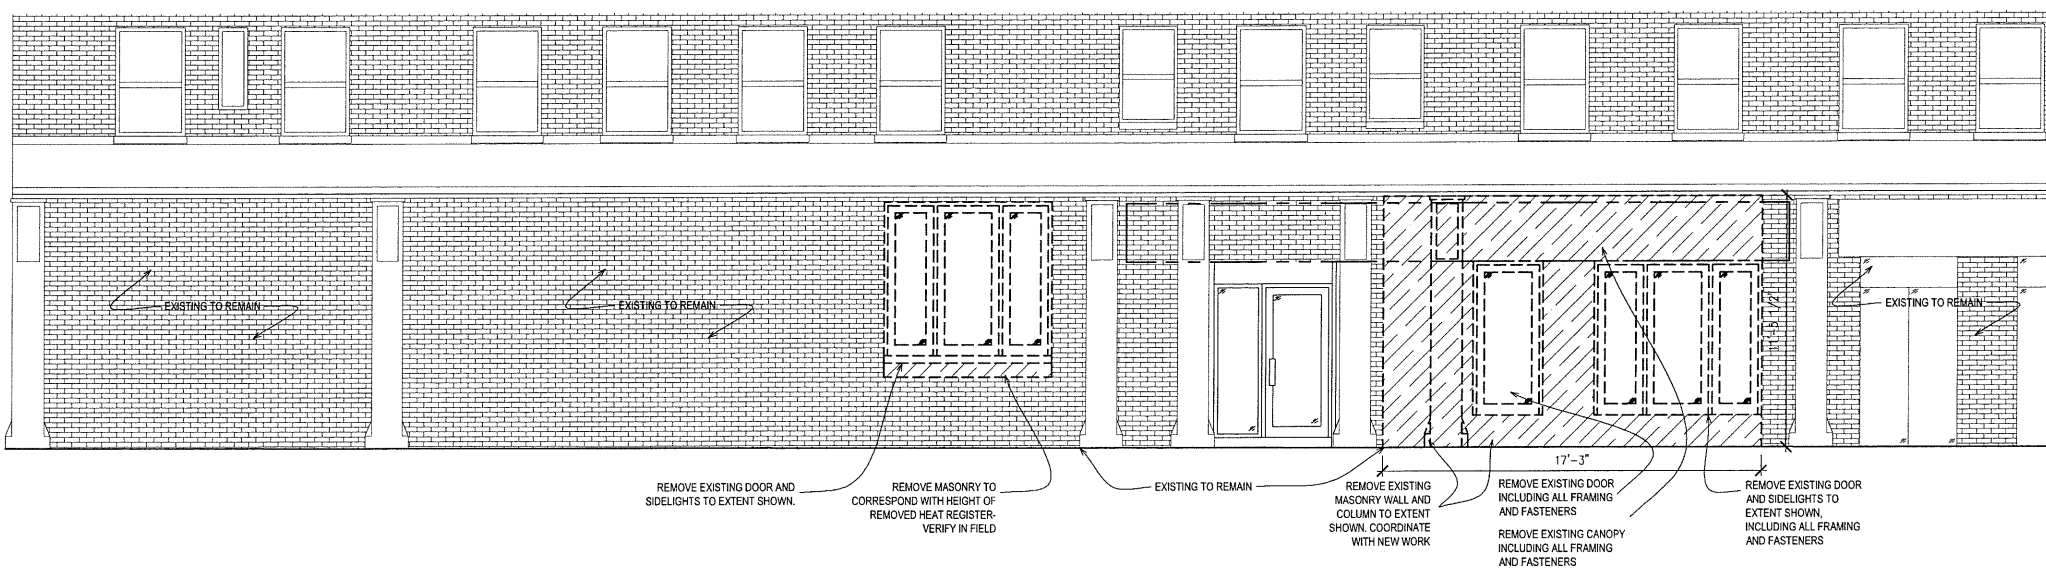 EXISTING TO REMAIN
EXISTING TO REMAIN
EXISTING TO REMAIN
11'-5 1/2"
17'-3"
REMOVE EXISTING DOOR AND
SIDELIGHTS TO EXTENT SHOWN.
REMOVE MASONRY TO
CORRESPOND WITH HEIGHT OF
REMOVED HEAT REGISTER-
VERIFY IN FIELD
EXISTING TO REMAIN
REMOVE EXISTING
MASONRY WALL AND
COLUMN TO EXTENT
SHOWN. COORDINATE
WITH NEW WORK
REMOVE EXISTING DOOR
INCLUDING ALL FRAMING
AND FASTENERS
REMOVE EXISTING CANOPY
INCLUDING ALL FRAMING
AND FASTENERS
REMOVE EXISTING DOOR
AND SIDELIGHTS TO
EXTENT SHOWN,
INCLUDING ALL FRAMING
AND FASTENERS